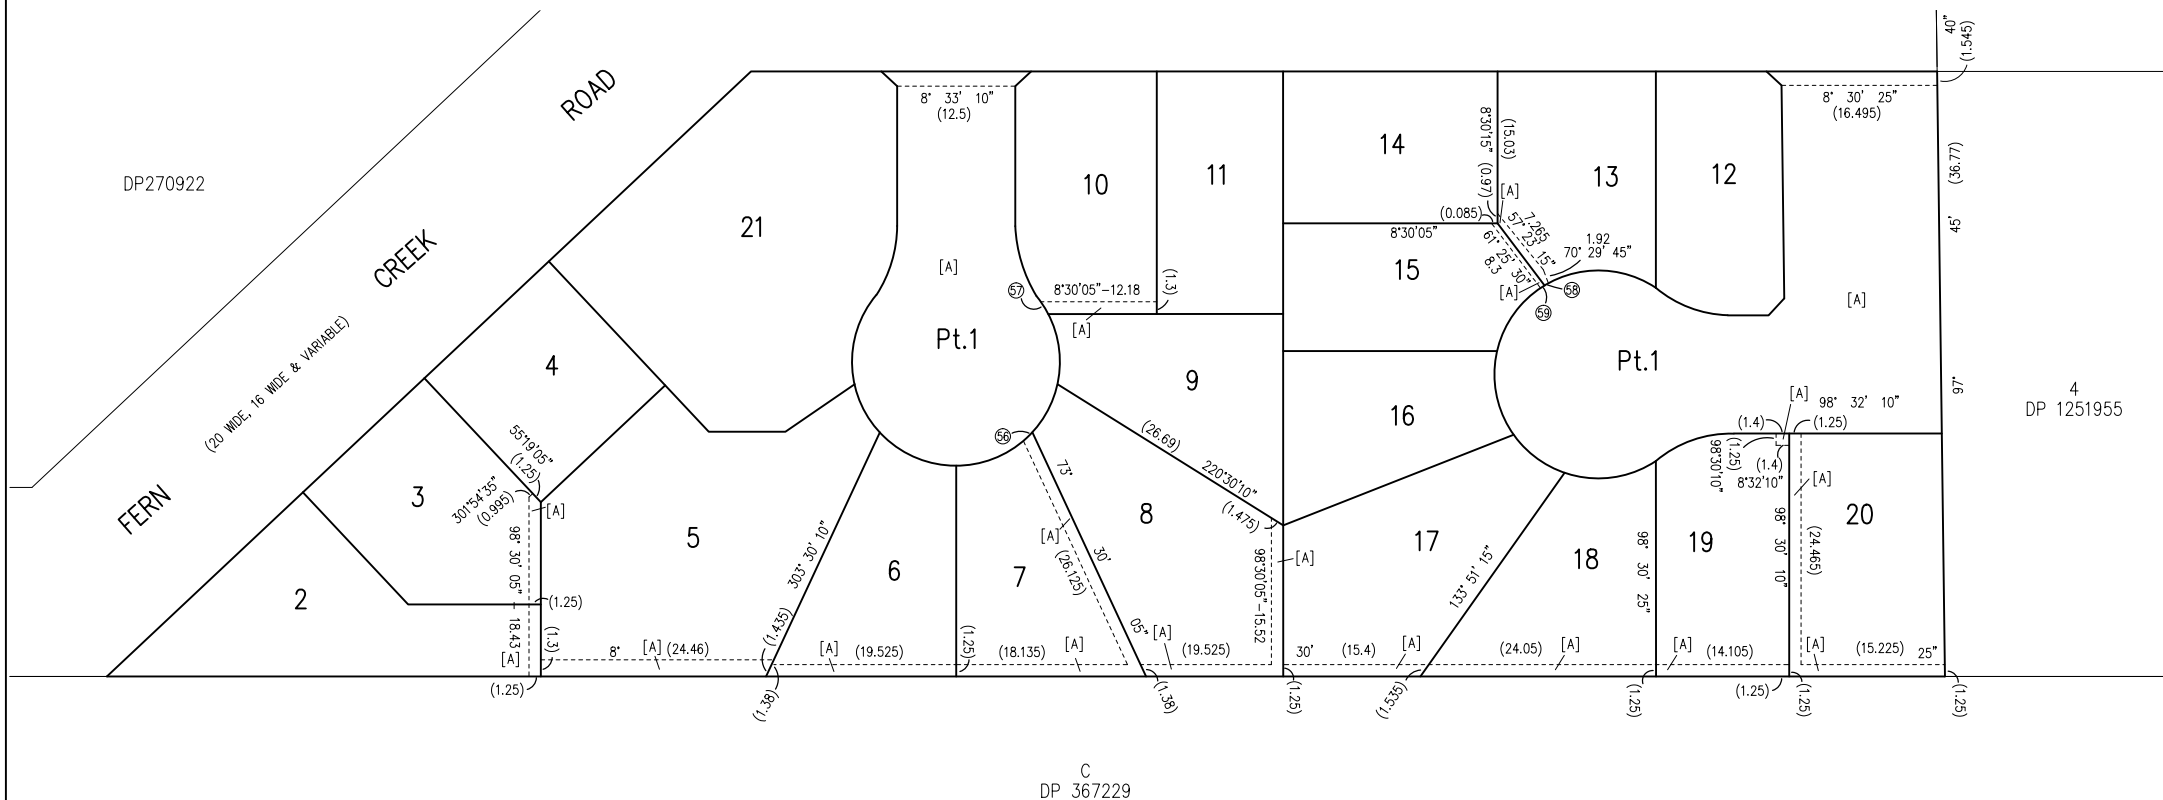 40"
(1.545)
8° 33' 10"
(12.5)
8° 30' 25"
(16.495)
ROAD
DP270922
14
8°30'15"
(0.97)
(15.03)
13
12
(36.77)
10
11
[A]
21
(0.085)
8°30'05"
7.265
57° 23' 15"
61° 25' 30"
8.3
1.92
70° 29' 45"
45'
CREEK
[A]
57
8°30'05"-12.18
(1.3)
[A]
15
[A]
58
59
[A]
Pt.1
Pt.1
(20 WIDE, 16 WIDE & VARIABLE)
4
9
16
97°
4
DP 1251955
[A]
98° 32' 10"
(1.4)
(1.25)
56
(26.69)
220°30'10"
(1.475)
55°19'05"
(1.25)
301°54'35"
(0.995)
[A]
3
FERN
73°
30'
05"
(1.25)
98°30'10"
(1.4)
8°32'10"
[A]
8
5
20
303° 30' 10"
98° 30' 05" - 18.43
[A]
(26.125)
98°30'05"-15.52
[A]
17
133° 51' 15"
18
98° 30' 25"
19
98° 30' 10"
(24.465)
6
7
2
(1.25)
(1.3)
[A]
8°
[A]
(24.46)
(1.435)
[A]
(19.525)
(1.25)
(18.135)
[A]
[A]
(19.525)
30'
(15.4)
[A]
(24.05)
[A]
[A]
(14.105)
[A]
(15.225)
25"
(1.25)
(1.38)
(1.38)
(1.25)
(1.535)
(1.25)
(1.25)
(1.25)
(1.25)
C
DP 367229